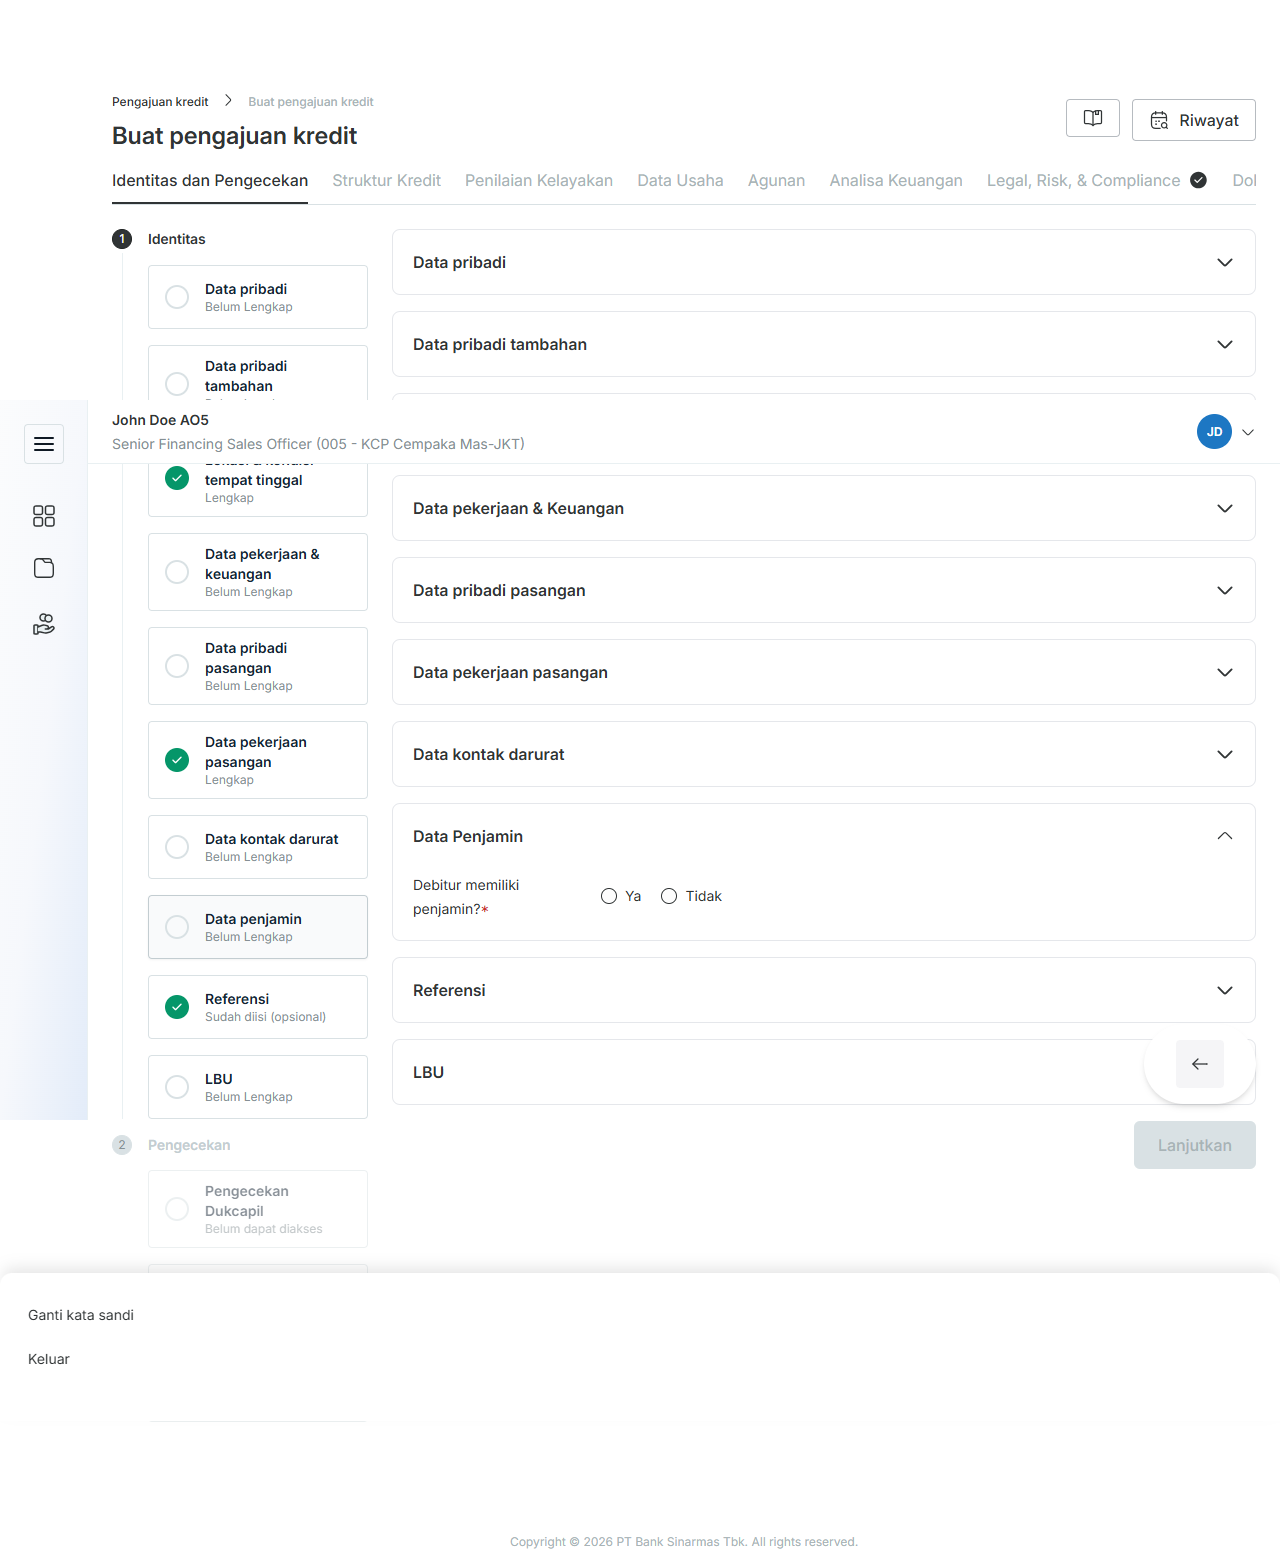 Pengajuan kredit
Buat pengajuan kredit
Buat pengajuan kredit
Riwayat
Identitas dan Pengecekan
Struktur Kredit
Penilaian Kelayakan
Data Usaha
Agunan
Analisa Keuangan
Legal, Risk, & Compliance
1
Identitas
Data pribadi
Belum Lengkap
Data pribadi
tambahan
Data pribadi
Data pribadi tambahan
John Doe AO5
Senior Financing Sales Officer (005 - KCP Cempaka Mas-JKT)
JD
tempat tinggal
Lengkap
Data pekerjaan &
keuangan
Belum Lengkap
Data pribadi
pasangan
Belum Lengkap
Data pekerjaan
pasangan
Lengkap
Data kontak darurat
Belum Lengkap
Data penjamin
Belum Lengkap
Referensi
Sudah diisi (opsional)
LBU
Belum Lengkap
Data pekerjaan & Keuangan
Data pribadi pasangan
Data pekerjaan pasangan
Data kontak darurat
Data Penjamin
Debitur memiliki
penjamin?*
Ya
Tidak
Referensi
LBU
2
Pengecekan
Lanjutkan
Pengecekan
Dukcapil
Belum dapat diakses
Ganti kata sandi
Keluar
Copyright © 2026 PT Bank Sinarmas Tbk. All rights reserved.